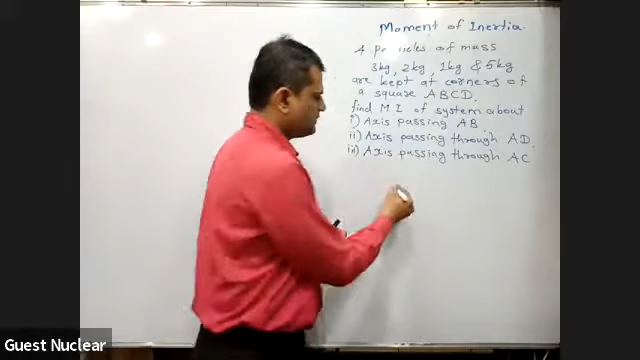 Moment of Inertia.
4 Particles of mass
3kg, 2kg, 1kg & 5kg
are kept at corners of
a square ABCD.
find M I of system about
i) Axis passing AB.
ii) Axis passing through AD.
iii) Axis passing through AC
Guest Nuclear